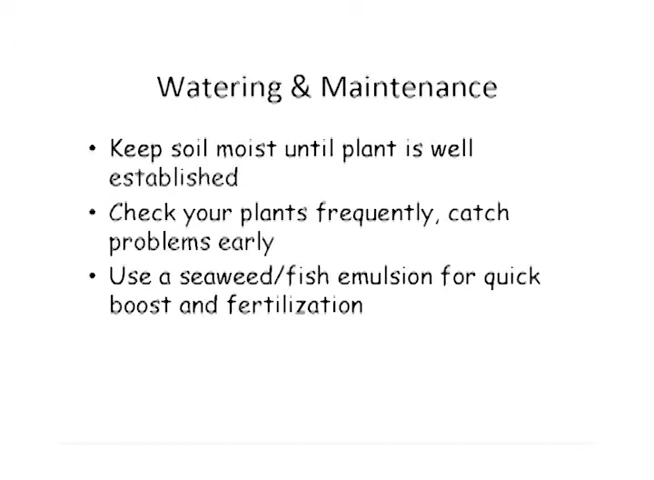 Watering & Maintenance
• Keep soil moist until plant is well
established
• Check your plants frequently, catch
problems early
• Use a seaweed/fish emulsion for quick
boost and fertilization